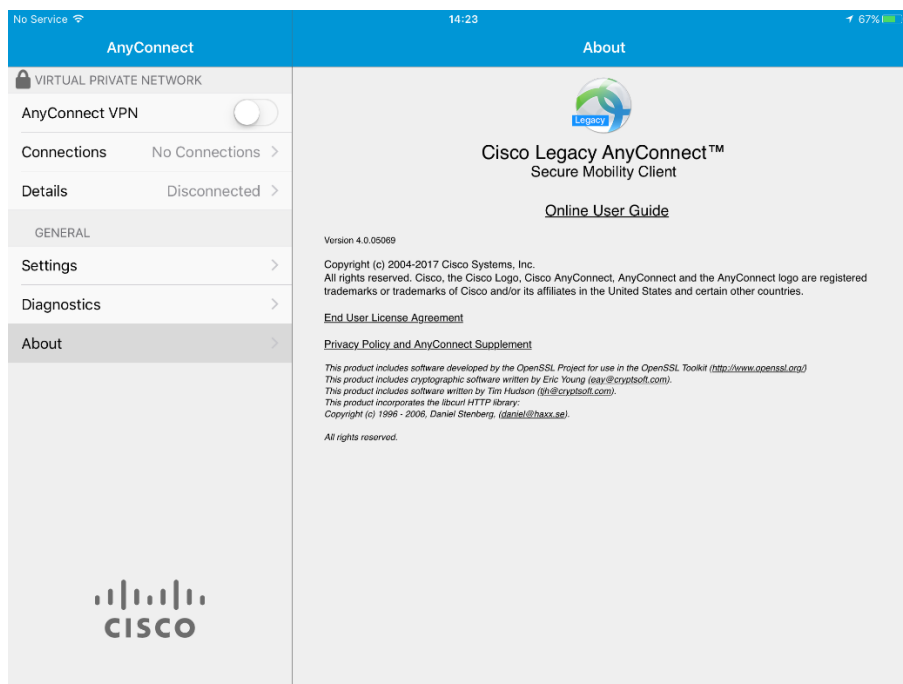 No Service 14:23 67%
AnyConnect
About
VIRTUAL PRIVATE NETWORK
AnyConnect VPN
Connections No Connections
Details Disconnected
GENERAL
Settings
Diagnostics
About
CISCO
Legacy
Cisco Legacy AnyConnect™
Secure Mobility Client
Online User Guide
Version 4.0.05069
Copyright (c) 2004-2017 Cisco Systems, Inc.
All rights reserved. Cisco, the Cisco Logo, Cisco AnyConnect, AnyConnect and the AnyConnect logo are registered
trademarks or trademarks of Cisco and/or its affiliates in the United States and certain other countries.
End User License Agreement
Privacy Policy and AnyConnect Supplement
This product includes software developed by the OpenSSL Project for use in the OpenSSL Toolkit (http://www.openssl.org/)
This product includes cryptographic software written by Eric Young (eay@cryptsoft.com).
This product includes software written by Tim Hudson (tjh@cryptsoft.com).
This product incorporates the libcurl HTTP library:
Copyright (c) 1996 - 2006, Daniel Stenberg, (daniel@haxx.se).
All rights reserved.